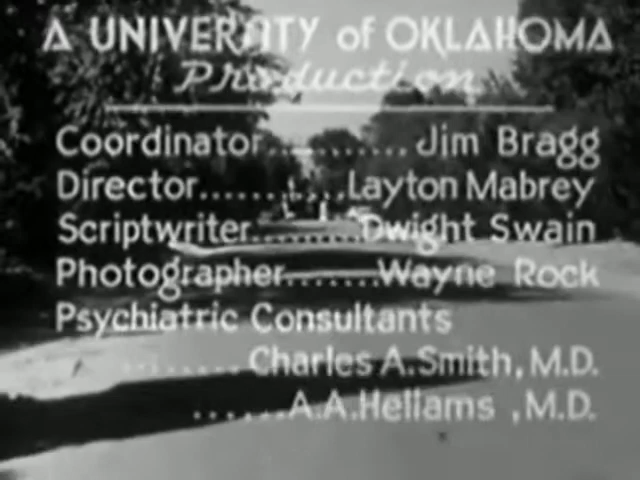 A UNIVERSITY of OKLAHOMA
Production
Coordinator...........Jim Bragg
Director............Layton Mabrey
Scriptwriter.........Dwight Swain
Photographer.......Wayne Rock
Psychiatric Consultants
........Charles A. Smith, M.D.
......A.A. Hellams , M.D.